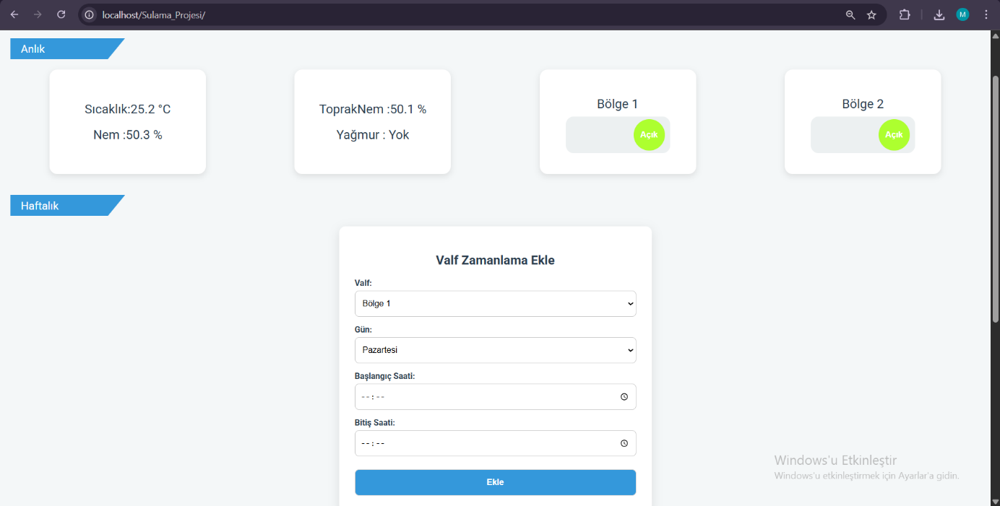 localhost/Sulama_Projesi/
M
Anlık
Sıcaklık:25.2 °C
Nem :50.3 %
ToprakNem :50.1 %
Yağmur : Yok
Bölge 1
Açık
Bölge 2
Açık
Haftalık
Valf Zamanlama Ekle
Valf:
Bölge 1
Gün:
Pazartesi
Başlangıç Saati:
--:--
Bitiş Saati:
--:--
Ekle
Windows'u Etkinleştir
Windows'u etkinleştirmek için Ayarlar'a gidin.